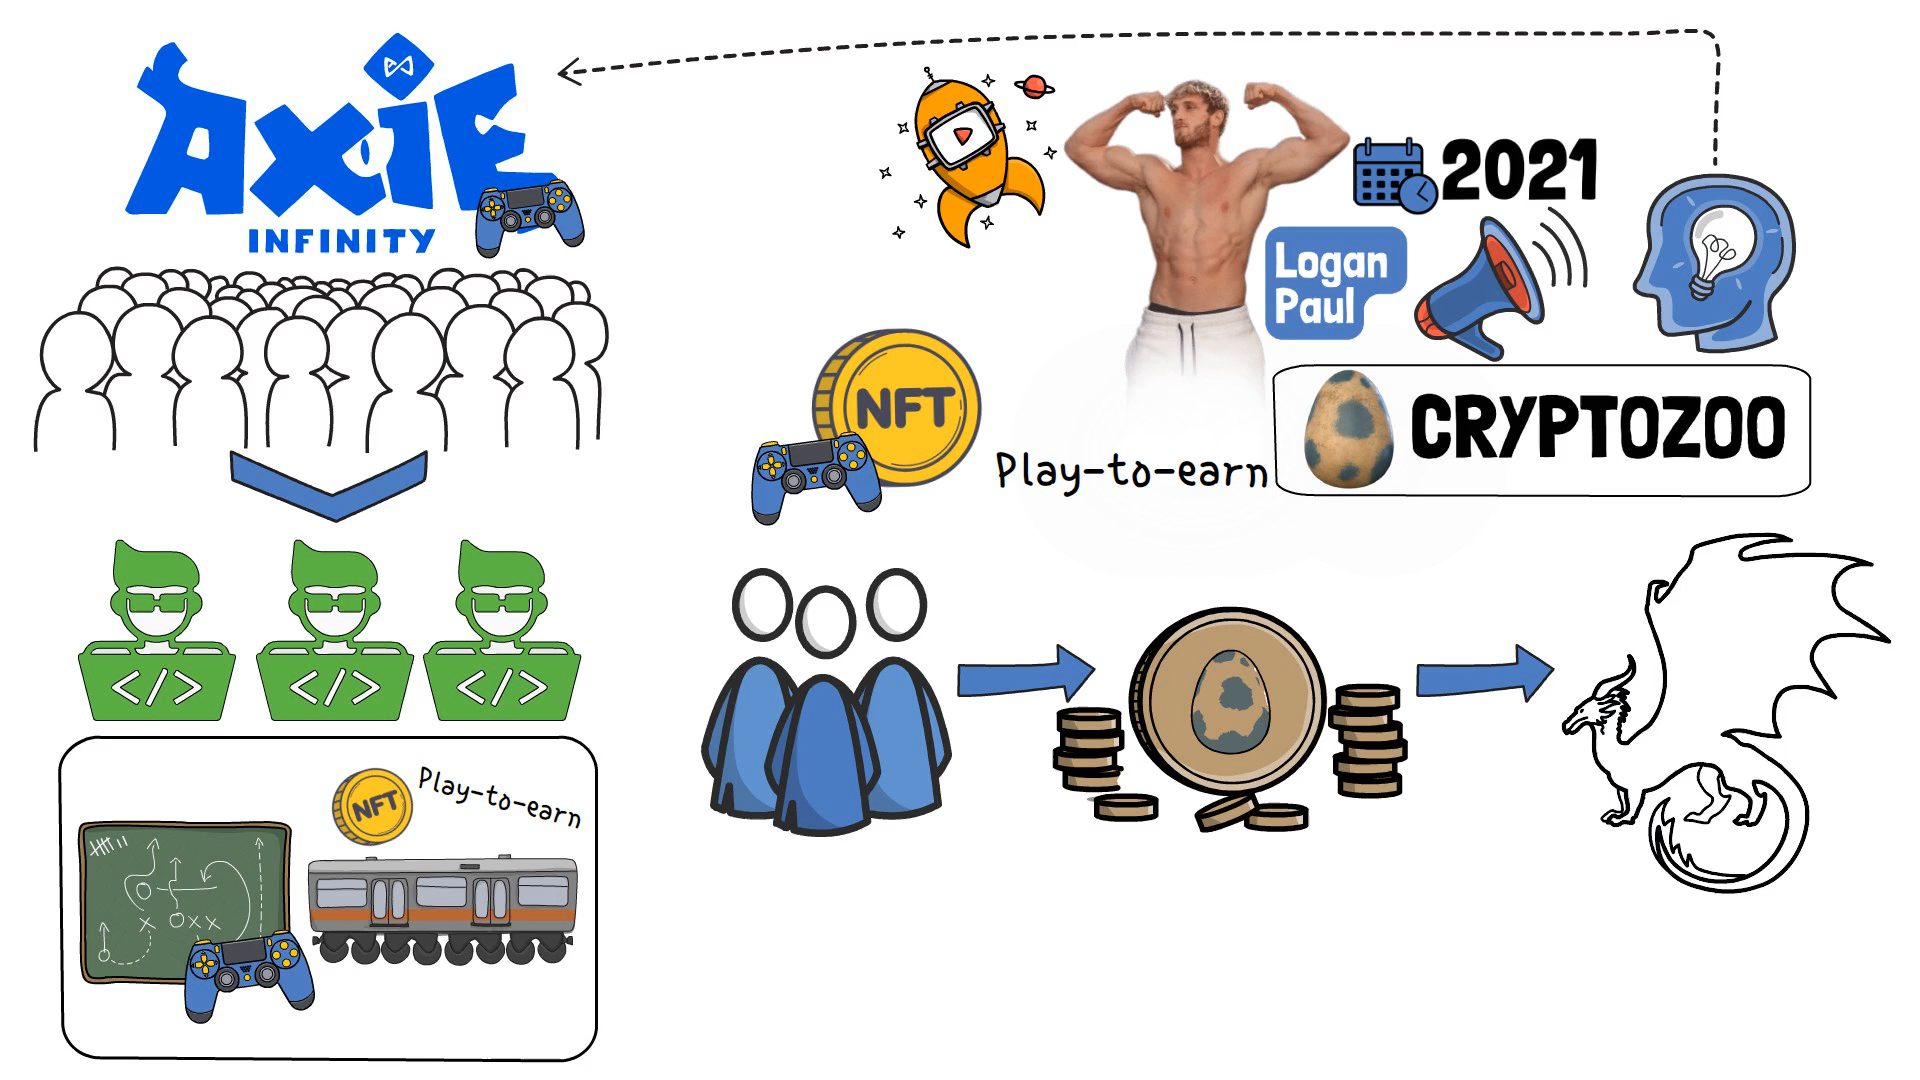 AXIE
INFINITY
2021
Logan
Paul
NFT
Play-to-earn
CRYPTOZOO
</>
</>
</>
NFT
Play-to-earn